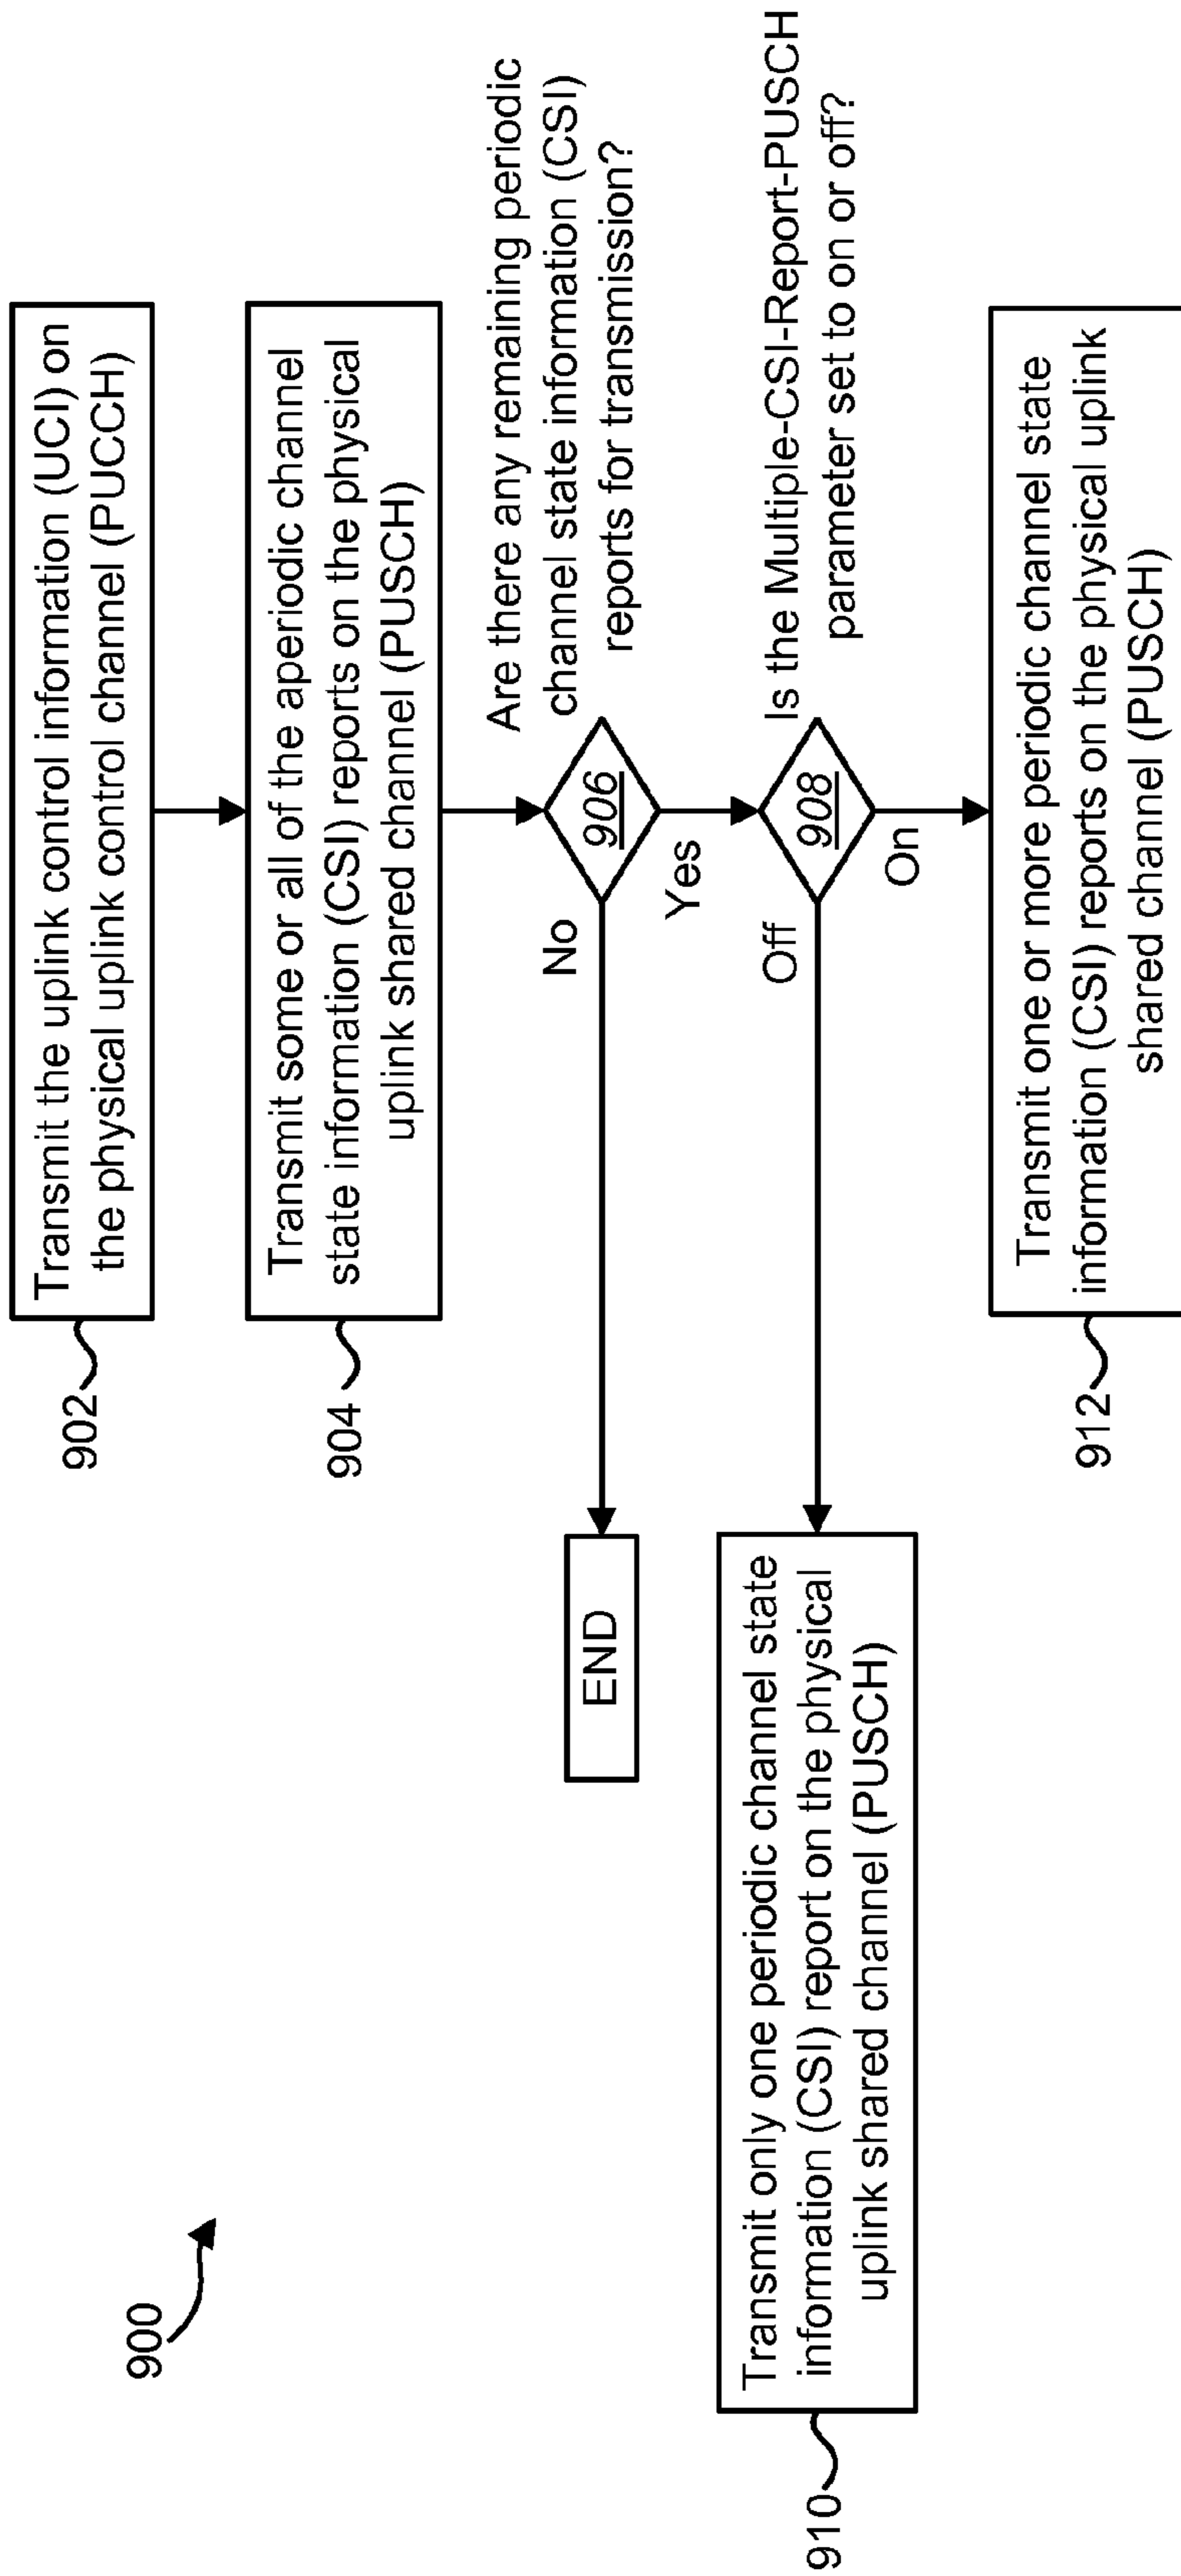 900
902
Transmit the uplink control information (UCI) on
the physical uplink control channel (PUCCH)
904
Transmit some or all of the aperiodic channel
state information (CSI) reports on the physical
uplink shared channel (PUSCH)
Are there any remaining periodic
channel state information (CSI)
reports for transmission?
906
No
Yes
END
Is the Multiple-CSI-Report-PUSCH
parameter set to on or off?
908
Off
On
910
Transmit only one periodic channel state
information (CSI) report on the physical
uplink shared channel (PUSCH)
912
Transmit one or more periodic channel state
information (CSI) reports on the physical uplink
shared channel (PUSCH)